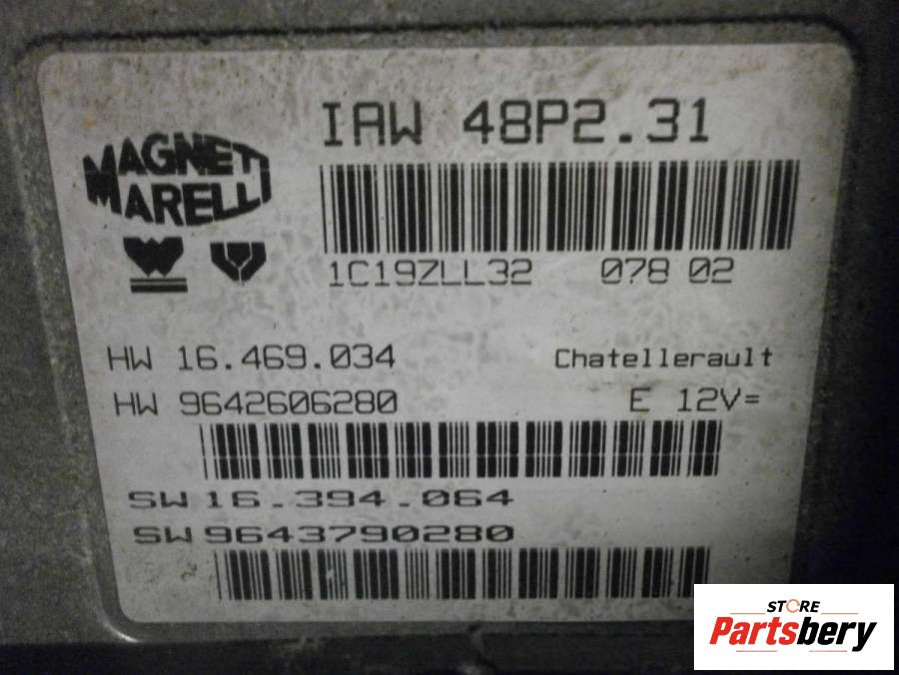 IAW 48P2.31
MAGNETI
MARELLI
1C19ZLL32 078 02
HW 16.469.034 Chatellerault
HW 9642606280 E 12V=
SW 16.394.064
SW 9643790280
STORE
Partsbery